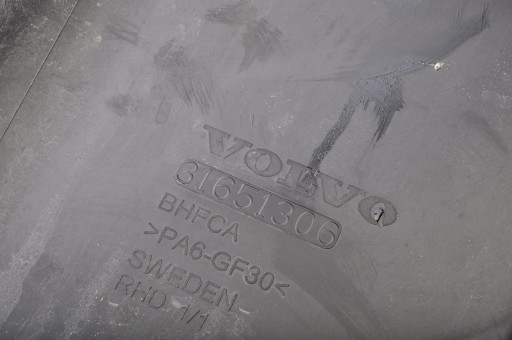 VOLVO
31651306
BHFCA
>PA6-GF30<
SWEDEN
RHD 1/1